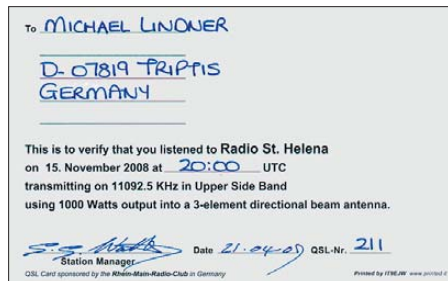 To MICHAEL LINDNER
D-07819 TRIPTIS
GERMANY
This is to verify that you listened to Radio St. Helena
on 15. November 2008 at 20:00 UTC
transmitting on 11092.5 KHz in Upper Side Band
using 1000 Watts output into a 3-element directional beam antenna.
Date 21.04.09 QSL-Nr. 211
Station Manager
QSL Card sponsored by the Rhein-Main-Radio-Club in Germany
Printed by IT9EJW